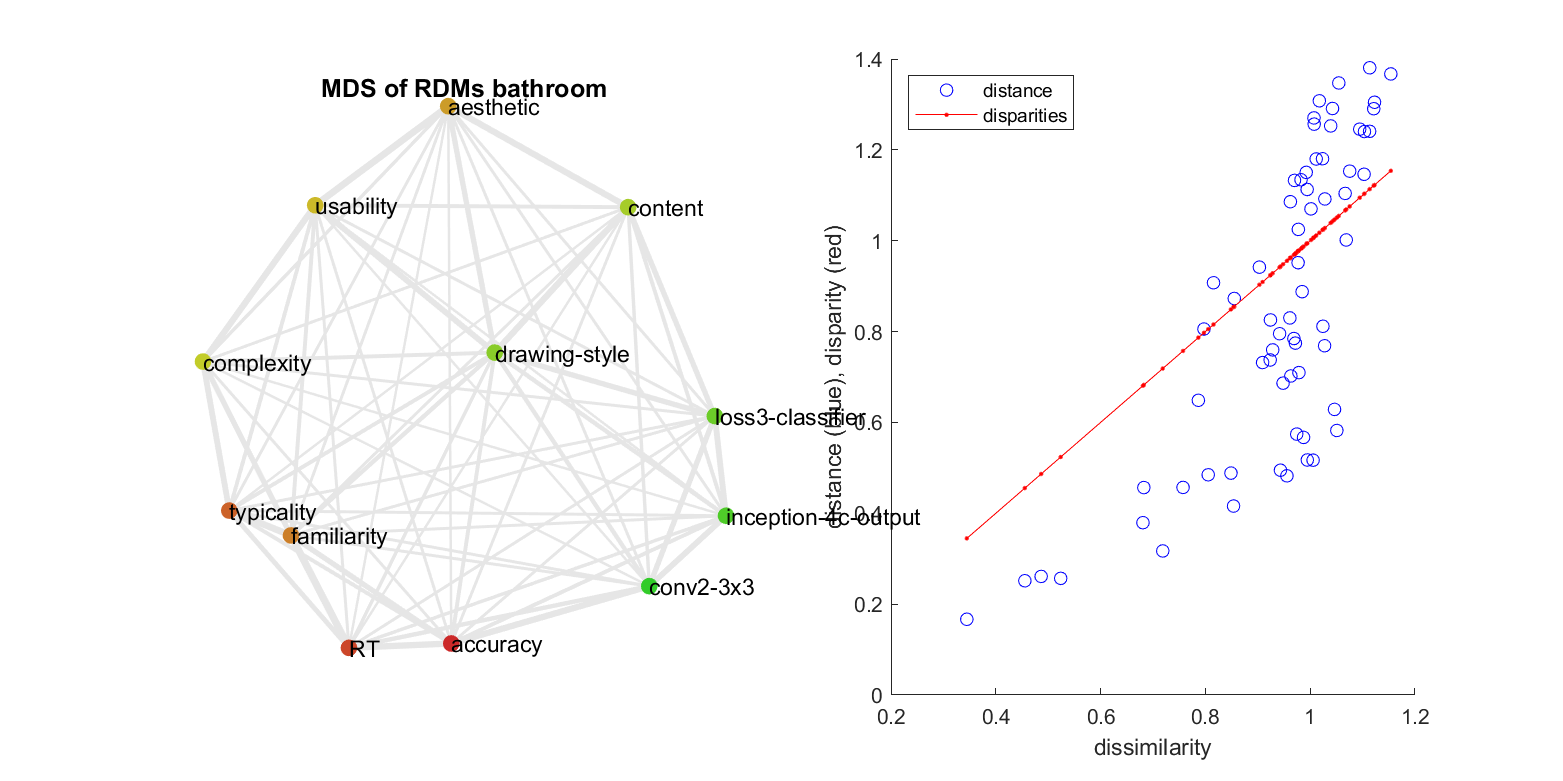 MDS of RDMs bathroom
aesthetic
usability
content
complexity
drawing-style
loss3-classifier
typicality
inception-4c-output
familiarity
conv2-3x3
RT
accuracy
distance (blue), disparity (red)
1.4
1.2
1
0.8
0.6
0.4
0.2
0
distance
disparities
0.2 0.4 0.6 0.8 1 1.2
dissimilarity